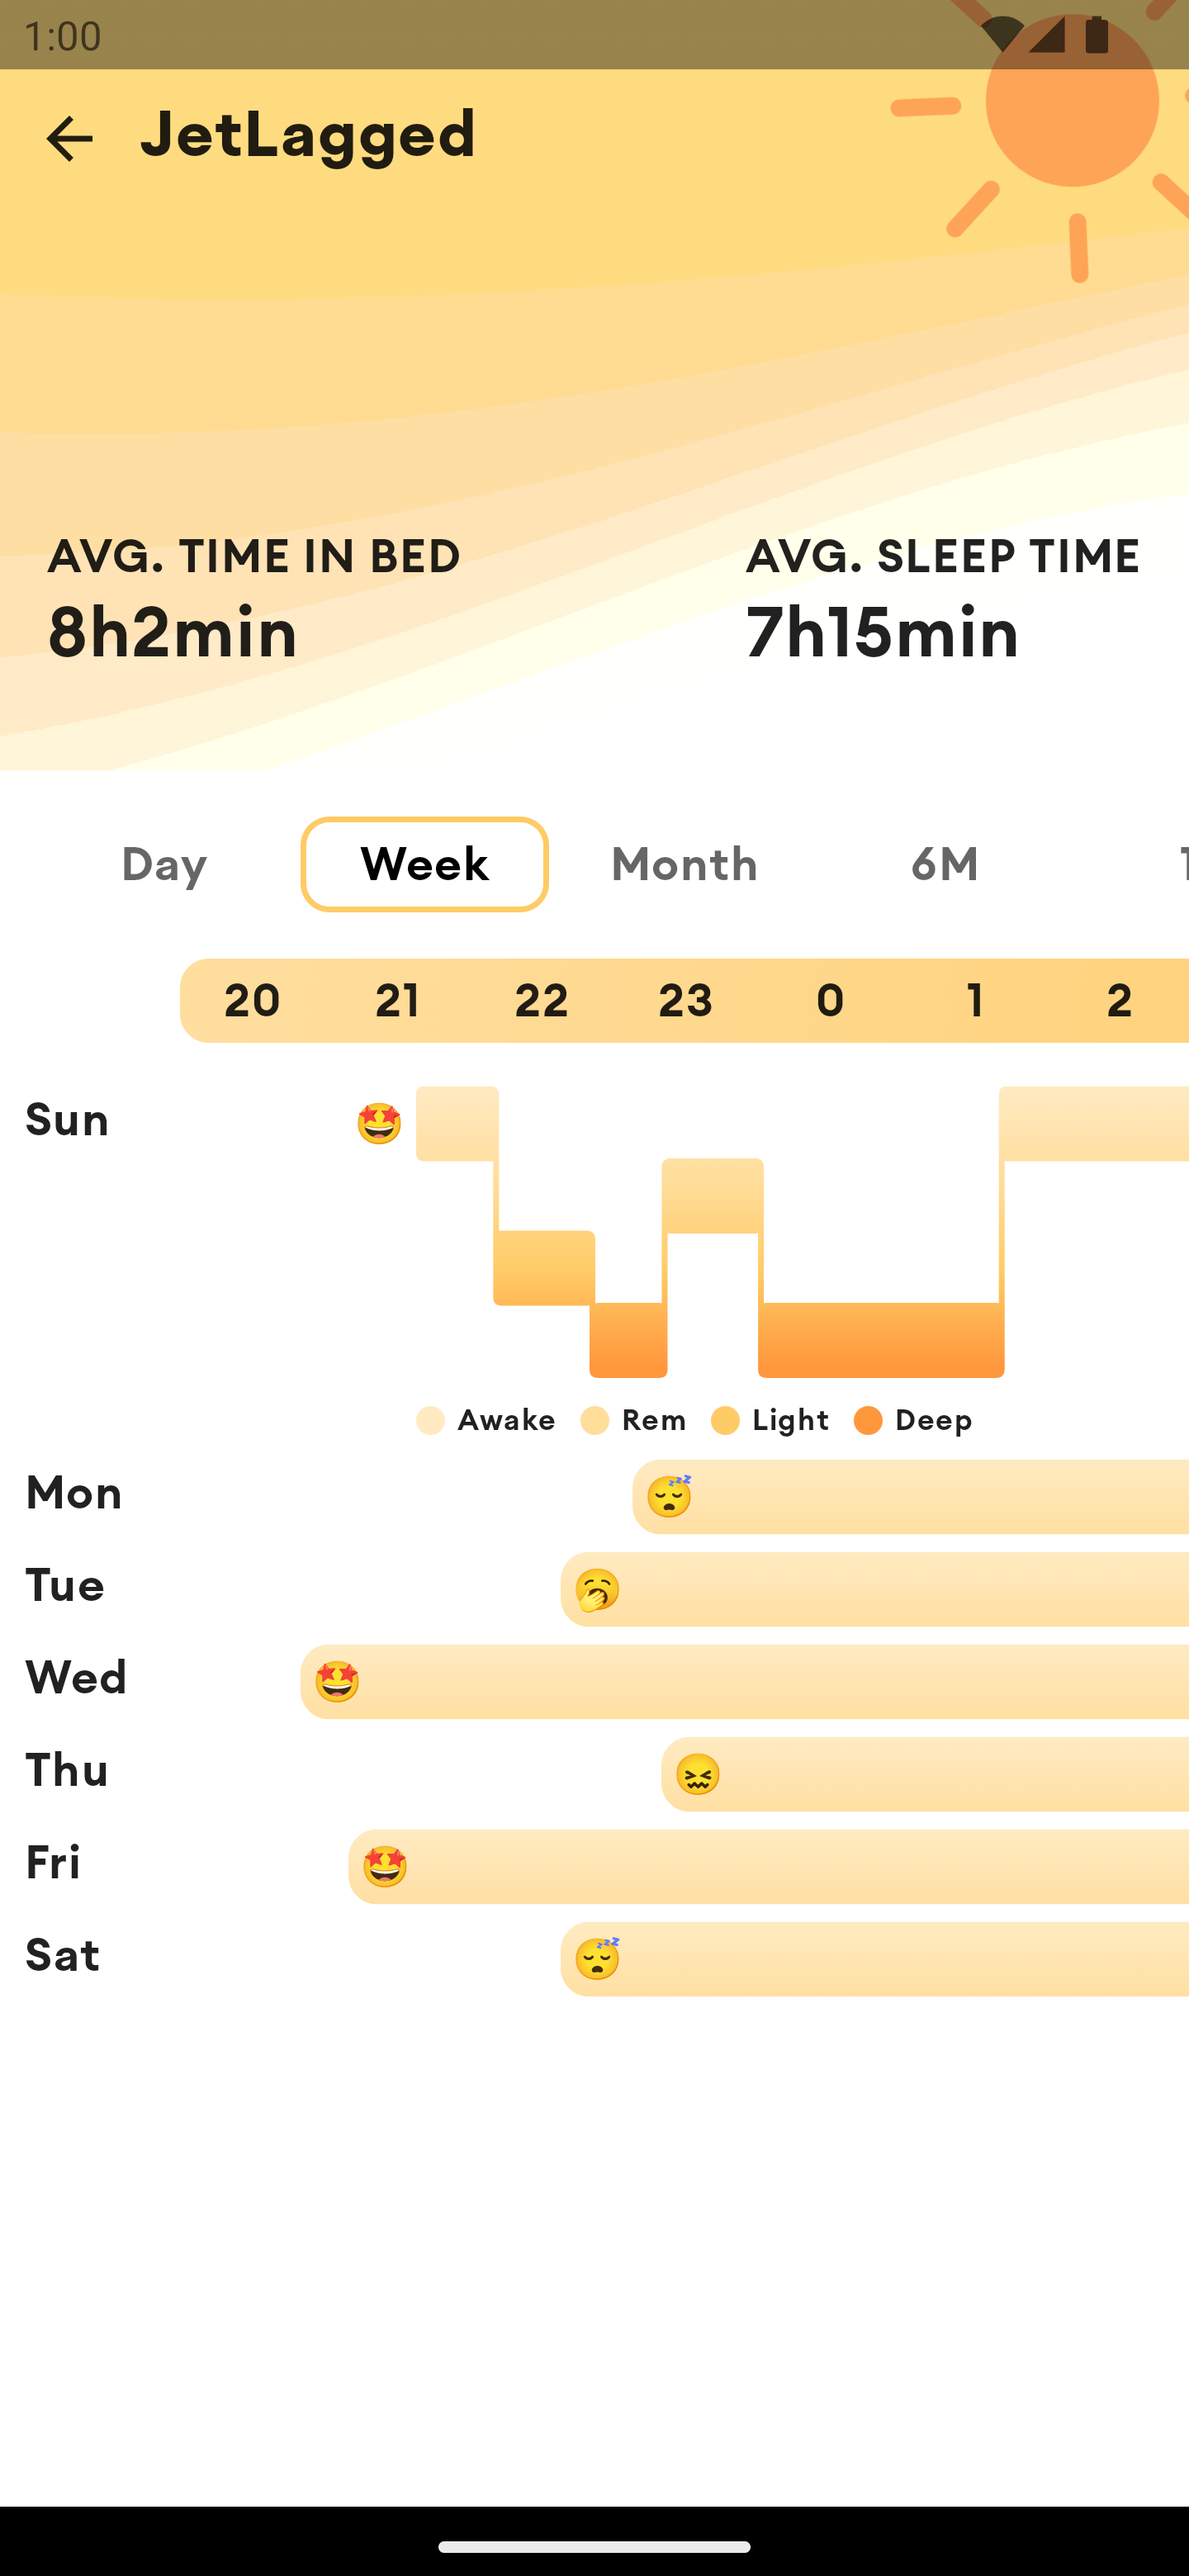 1:00
JetLagged
AVG. TIME IN BED
AVG. SLEEP TIME
8h2min
7h15min
Day Week Month 6M
20 21 22 23 0 1 2
Sun
Awake Rem Light Deep
Mon
Tue
Wed
Thu
Fri
Sat